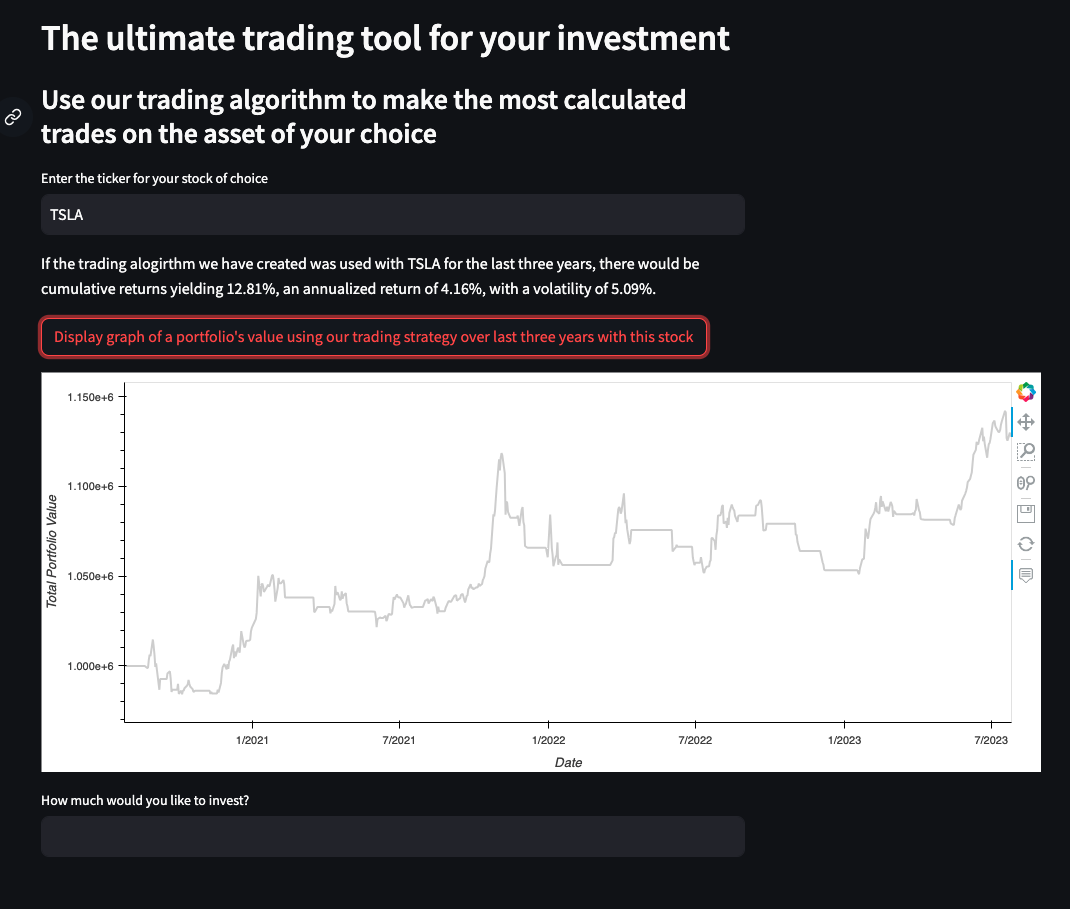 The ultimate trading tool for your investment
Use our trading algorithm to make the most calculated
trades on the asset of your choice
Enter the ticker for your stock of choice
TSLA
If the trading alogirthm we have created was used with TSLA for the last three years, there would be
cumulative returns yielding 12.81%, an annualized return of 4.16%, with a volatility of 5.09%.
Display graph of a portfolio's value using our trading strategy over last three years with this stock
1.150e+6
1.100e+6
1.050e+6
1.000e+6
Total Portfolio Value
1/2021
7/2021
1/2022
7/2022
1/2023
7/2023
Date
How much would you like to invest?